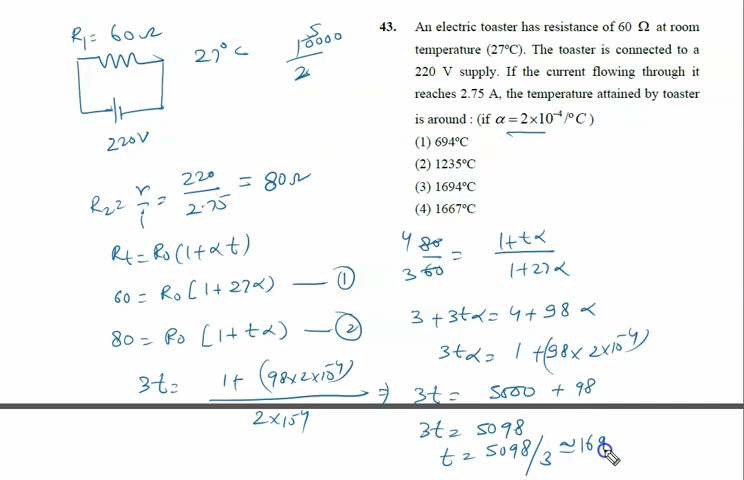 R₁ = 60Ω
27°C
5
10000
2
220V
R₂ = V/I = 220/2.75 = 80Ω
Rt = R₀(1+αt)
60 = R₀[1+27α) — ①
80 = R₀ [1+tα) — ②
3t = 1+ (98×2×10⁻⁴) / 2×10⁻⁴
43. An electric toaster has resistance of 60 Ω at room
temperature (27°C). The toaster is connected to a
220 V supply. If the current flowing through it
reaches 2.75 A, the temperature attained by toaster
is around : (if α = 2×10⁻⁴/°C )
(1) 694°C
(2) 1235°C
(3) 1694°C
(4) 1667°C
4 80 / 3 60 = 1+tα / 1+27α
3 + 3tα = 4 + 98 α
3tα = 1 + (98 × 2×10⁻⁴)
⇒ 3t = 5000 + 98
3t = 5098
t = 5098/3 ≈ 16